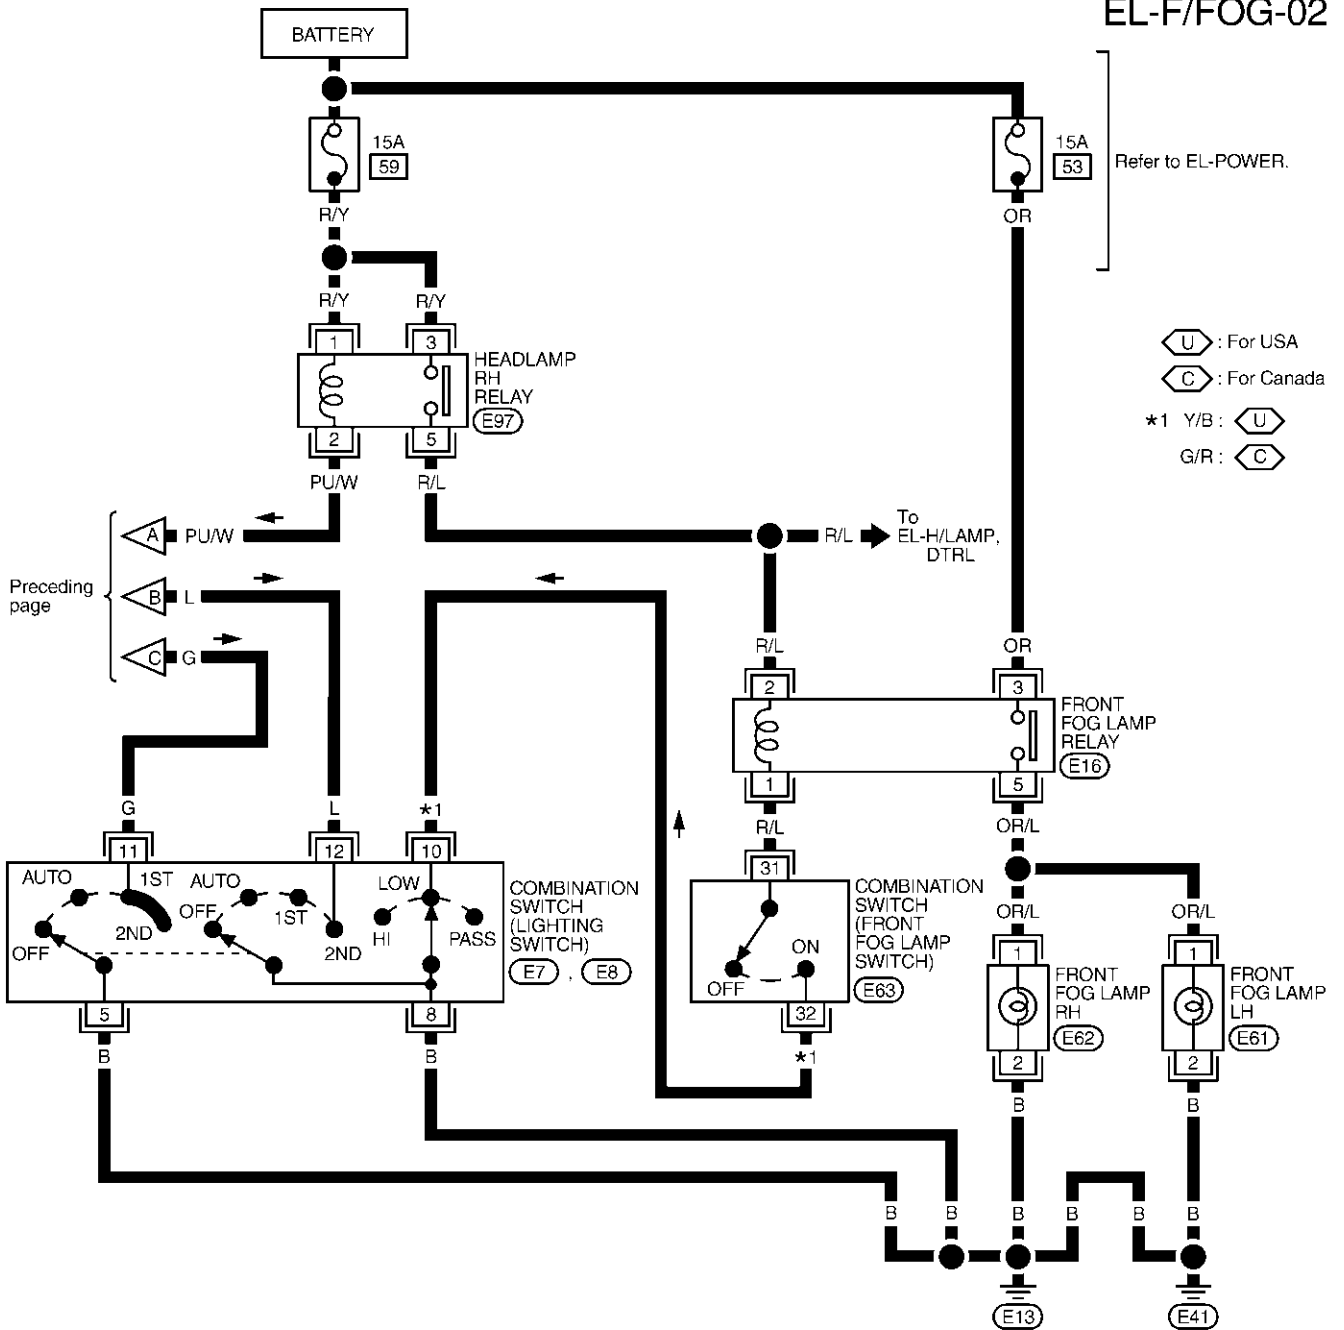 EL-F/FOG-02
BATTERY
15A
59
15A
53
Refer to EL-POWER.
R/Y
OR
R/Y
R/Y
1
3
HEADLAMP
RH
RELAY
E97
2
5
U : For USA
C : For Canada
*1 Y/B : U
G/R : C
PU/W
R/L
A PU/W
R/L
To
EL-H/LAMP,
DTRL
Preceding
page
B L
C G
R/L
OR
2
3
FRONT
FOG LAMP
RELAY
E16
1
5
G
L
*1
R/L
OR/L
11
12
10
31
AUTO
1ST
2ND
OFF
AUTO
OFF
1ST
2ND
LOW
HI
PASS
COMBINATION
SWITCH
(LIGHTING
SWITCH)
E7 , E8
5
8
B
B
ON
OFF
COMBINATION
SWITCH
(FRONT
FOG LAMP
SWITCH)
E63
32
*1
OR/L
OR/L
1
1
FRONT
FOG LAMP
RH
E62
FRONT
FOG LAMP
LH
E61
2
2
B
B
B
B
B
B
B
B
E13
E41